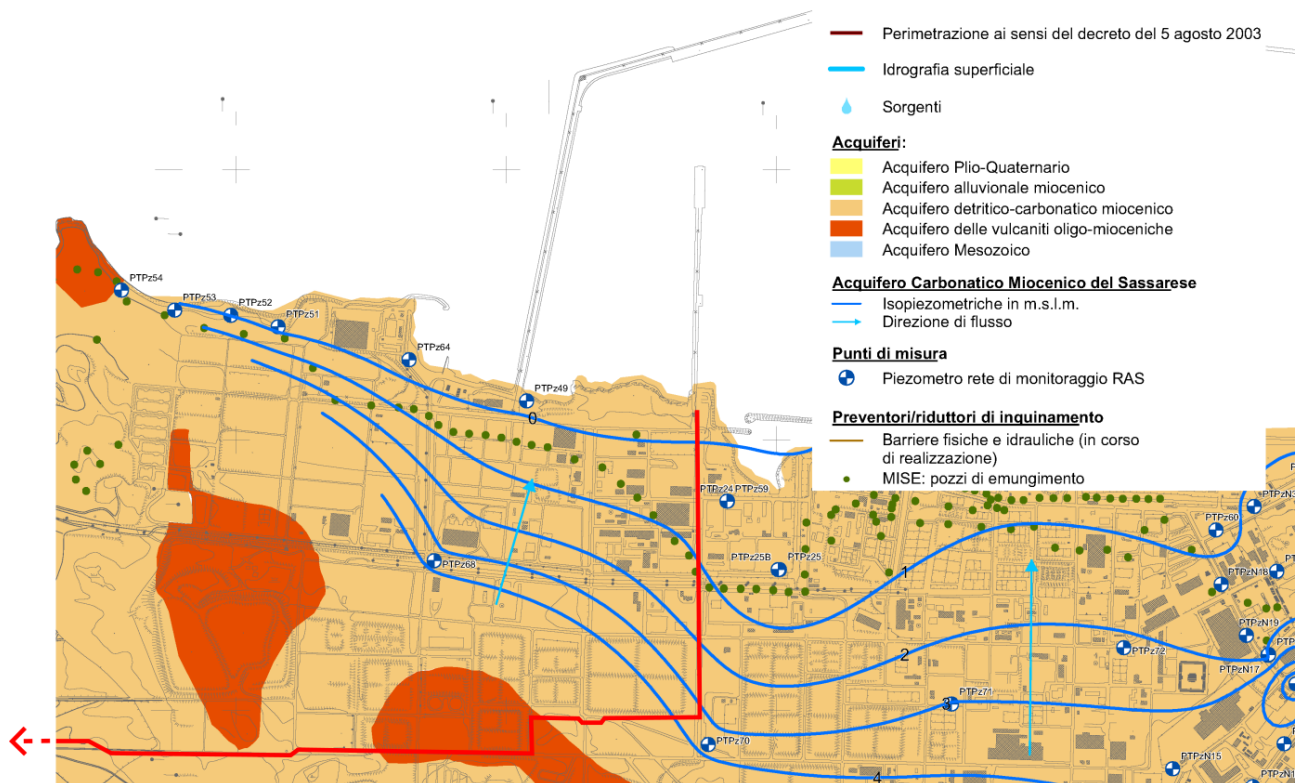 Perimetrazione ai sensi del decreto del 5 agosto 2003
Idrografia superficiale
Sorgenti
Acquiferi:
Acquifero Plio-Quaternario
Acquifero alluvionale miocenico
Acquifero detritico-carbonatico miocenico
Acquifero delle vulcaniti oligo-mioceniche
Acquifero Mesozoico
Acquifero Carbonatico Miocenico del Sassarese
Isopiezometriche in m.s.l.m.
Direzione di flusso
Punti di misura
Piezometro rete di monitoraggio RAS
Preventori/riduttori di inquinamento
Barriere fisiche e idrauliche (in corso
di realizzazione)
MISE: pozzi di emungimento
PTPz54
PTPz53
PTPz52
PTPz51
PTPz64
PTPz49
0
PTPz24 PTPz59
PTPz60
PTPz25B
PTPz25
1
PTPz68
PTPzN18
PTPzN19
2
PTPz72
PTPzN17
PTPz71
PTPz70
4
PTPzN15